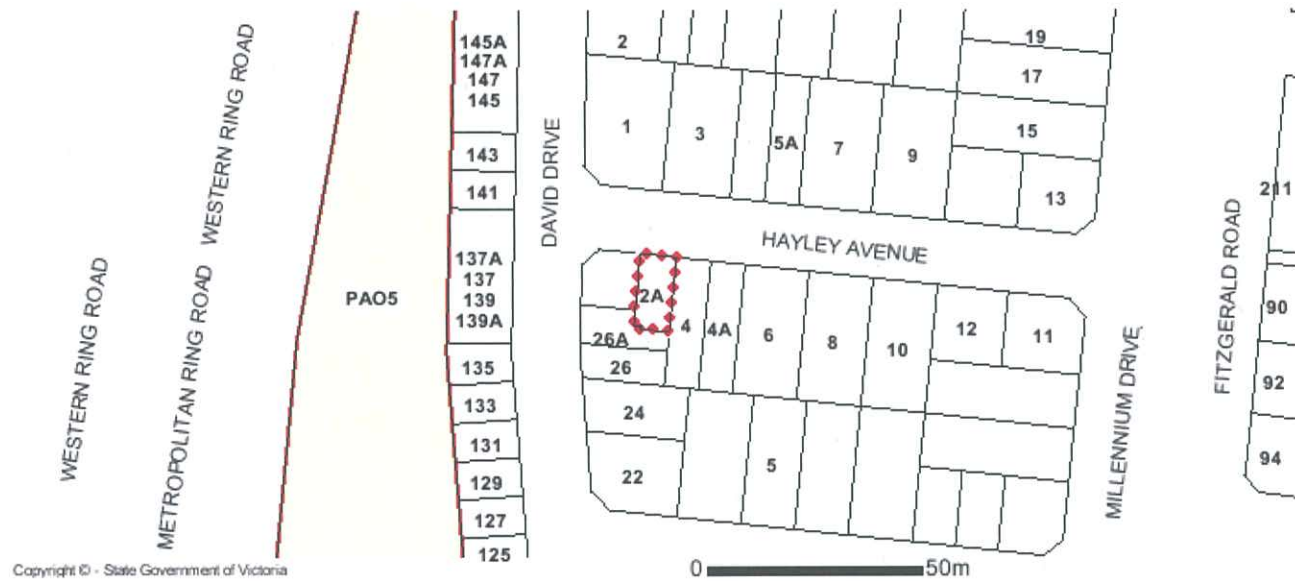 WESTERN RING ROAD
METROPOLITAN RING ROAD
WESTERN RING ROAD
PAO5
145A
147A
147
145
143
141
137A
137
139
139A
135
133
131
129
127
125
DAVID DRIVE
2
1
3
5A
7
9
19
17
15
13
HAYLEY AVENUE
2A
4
4A
6
8
10
12
11
26A
26
24
22
5
MILLENNIUM DRIVE
FITZGERALD ROAD
211
90
92
94
Copyright © - State Government of Victoria
0 50m